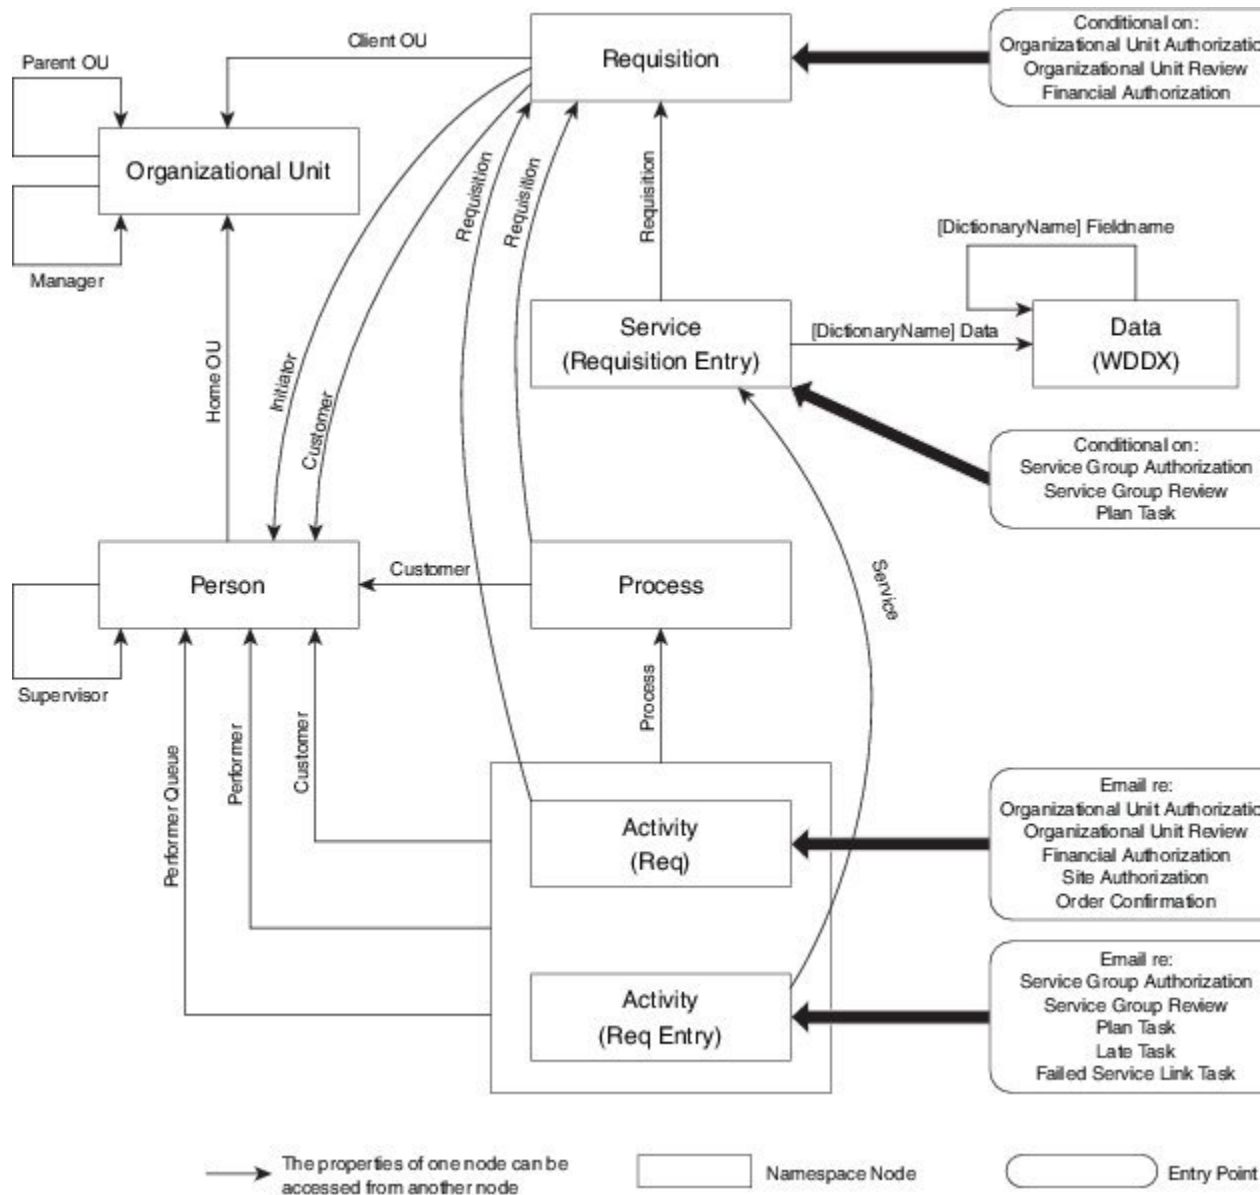 Client OU
Parent OU
Requisition
Conditional on:
Organizational Unit Authorizatio
Organizational Unit Review
Financial Authorization
Organizational Unit
Manager
Requisition
Requisition
Requisition
[DictionaryName] Fieldname
Service
(Requisition Entry)
[DictionaryName] Data
Data
(WDDX)
Home OU
Initiator
Customer
Conditional on:
Service Group Authorization
Service Group Review
Plan Task
Person
Customer
Process
Service
Supervisor
Process
Performer Queue
Performer
Customer
Activity
(Req)
Email re:
Organizational Unit Authorizatio
Organizational Unit Review
Financial Authorization
Site Authorization
Order Confirmation
Activity
(Req Entry)
Email re:
Service Group Authorization
Service Group Review
Plan Task
Late Task
Failed Service Link Task
The properties of one node can be
accessed from another node
Namespace Node
Entry Point